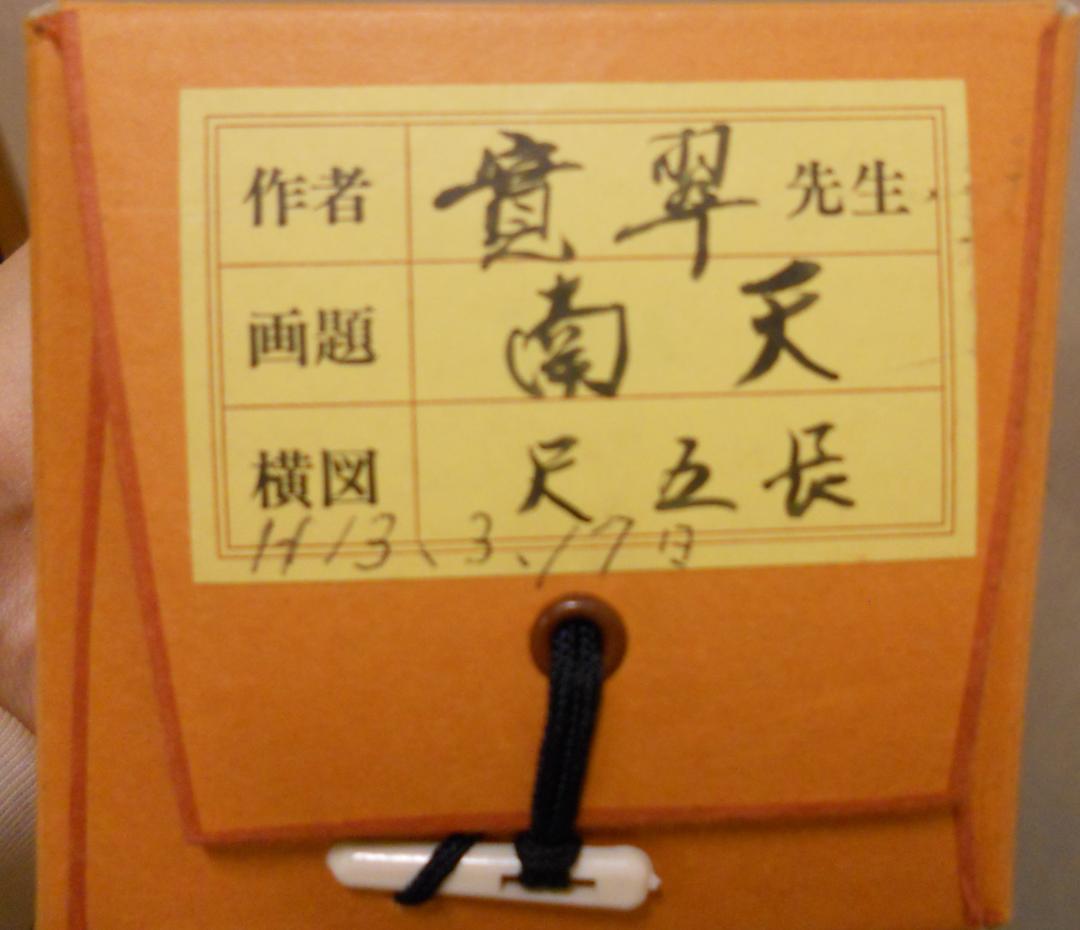 作者 寛翠 先生
画題 南天
横図 尺五長
H13、3、17日